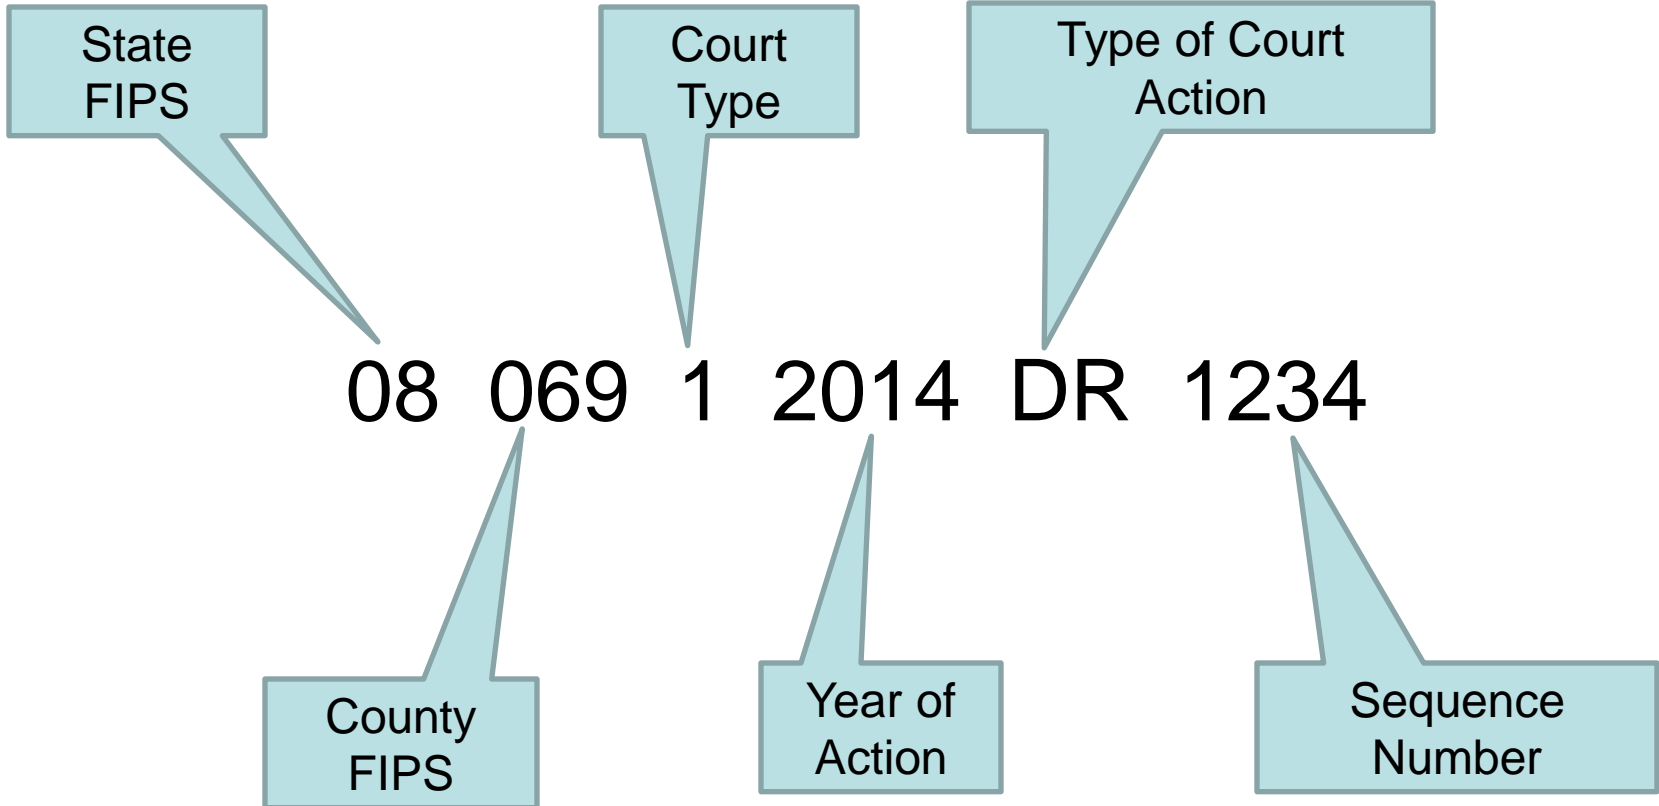 State
FIPS
Court
Type
Type of Court
Action
08 069 1 2014 DR 1234
County
FIPS
Year of
Action
Sequence
Number